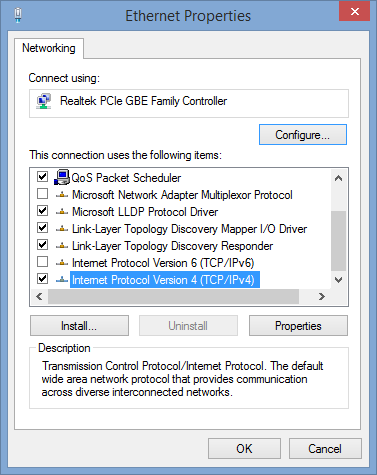 Ethernet Properties
Networking
Connect using:
Realtek PCIe GBE Family Controller
Configure...
This connection uses the following items:
QoS Packet Scheduler
Microsoft Network Adapter Multiplexor Protocol
Microsoft LLDP Protocol Driver
Link-Layer Topology Discovery Mapper I/O Driver
Link-Layer Topology Discovery Responder
Internet Protocol Version 6 (TCP/IPv6)
Internet Protocol Version 4 (TCP/IPv4)
Install...
Uninstall
Properties
Description
Transmission Control Protocol/Internet Protocol. The default
wide area network protocol that provides communication
across diverse interconnected networks.
OK
Cancel